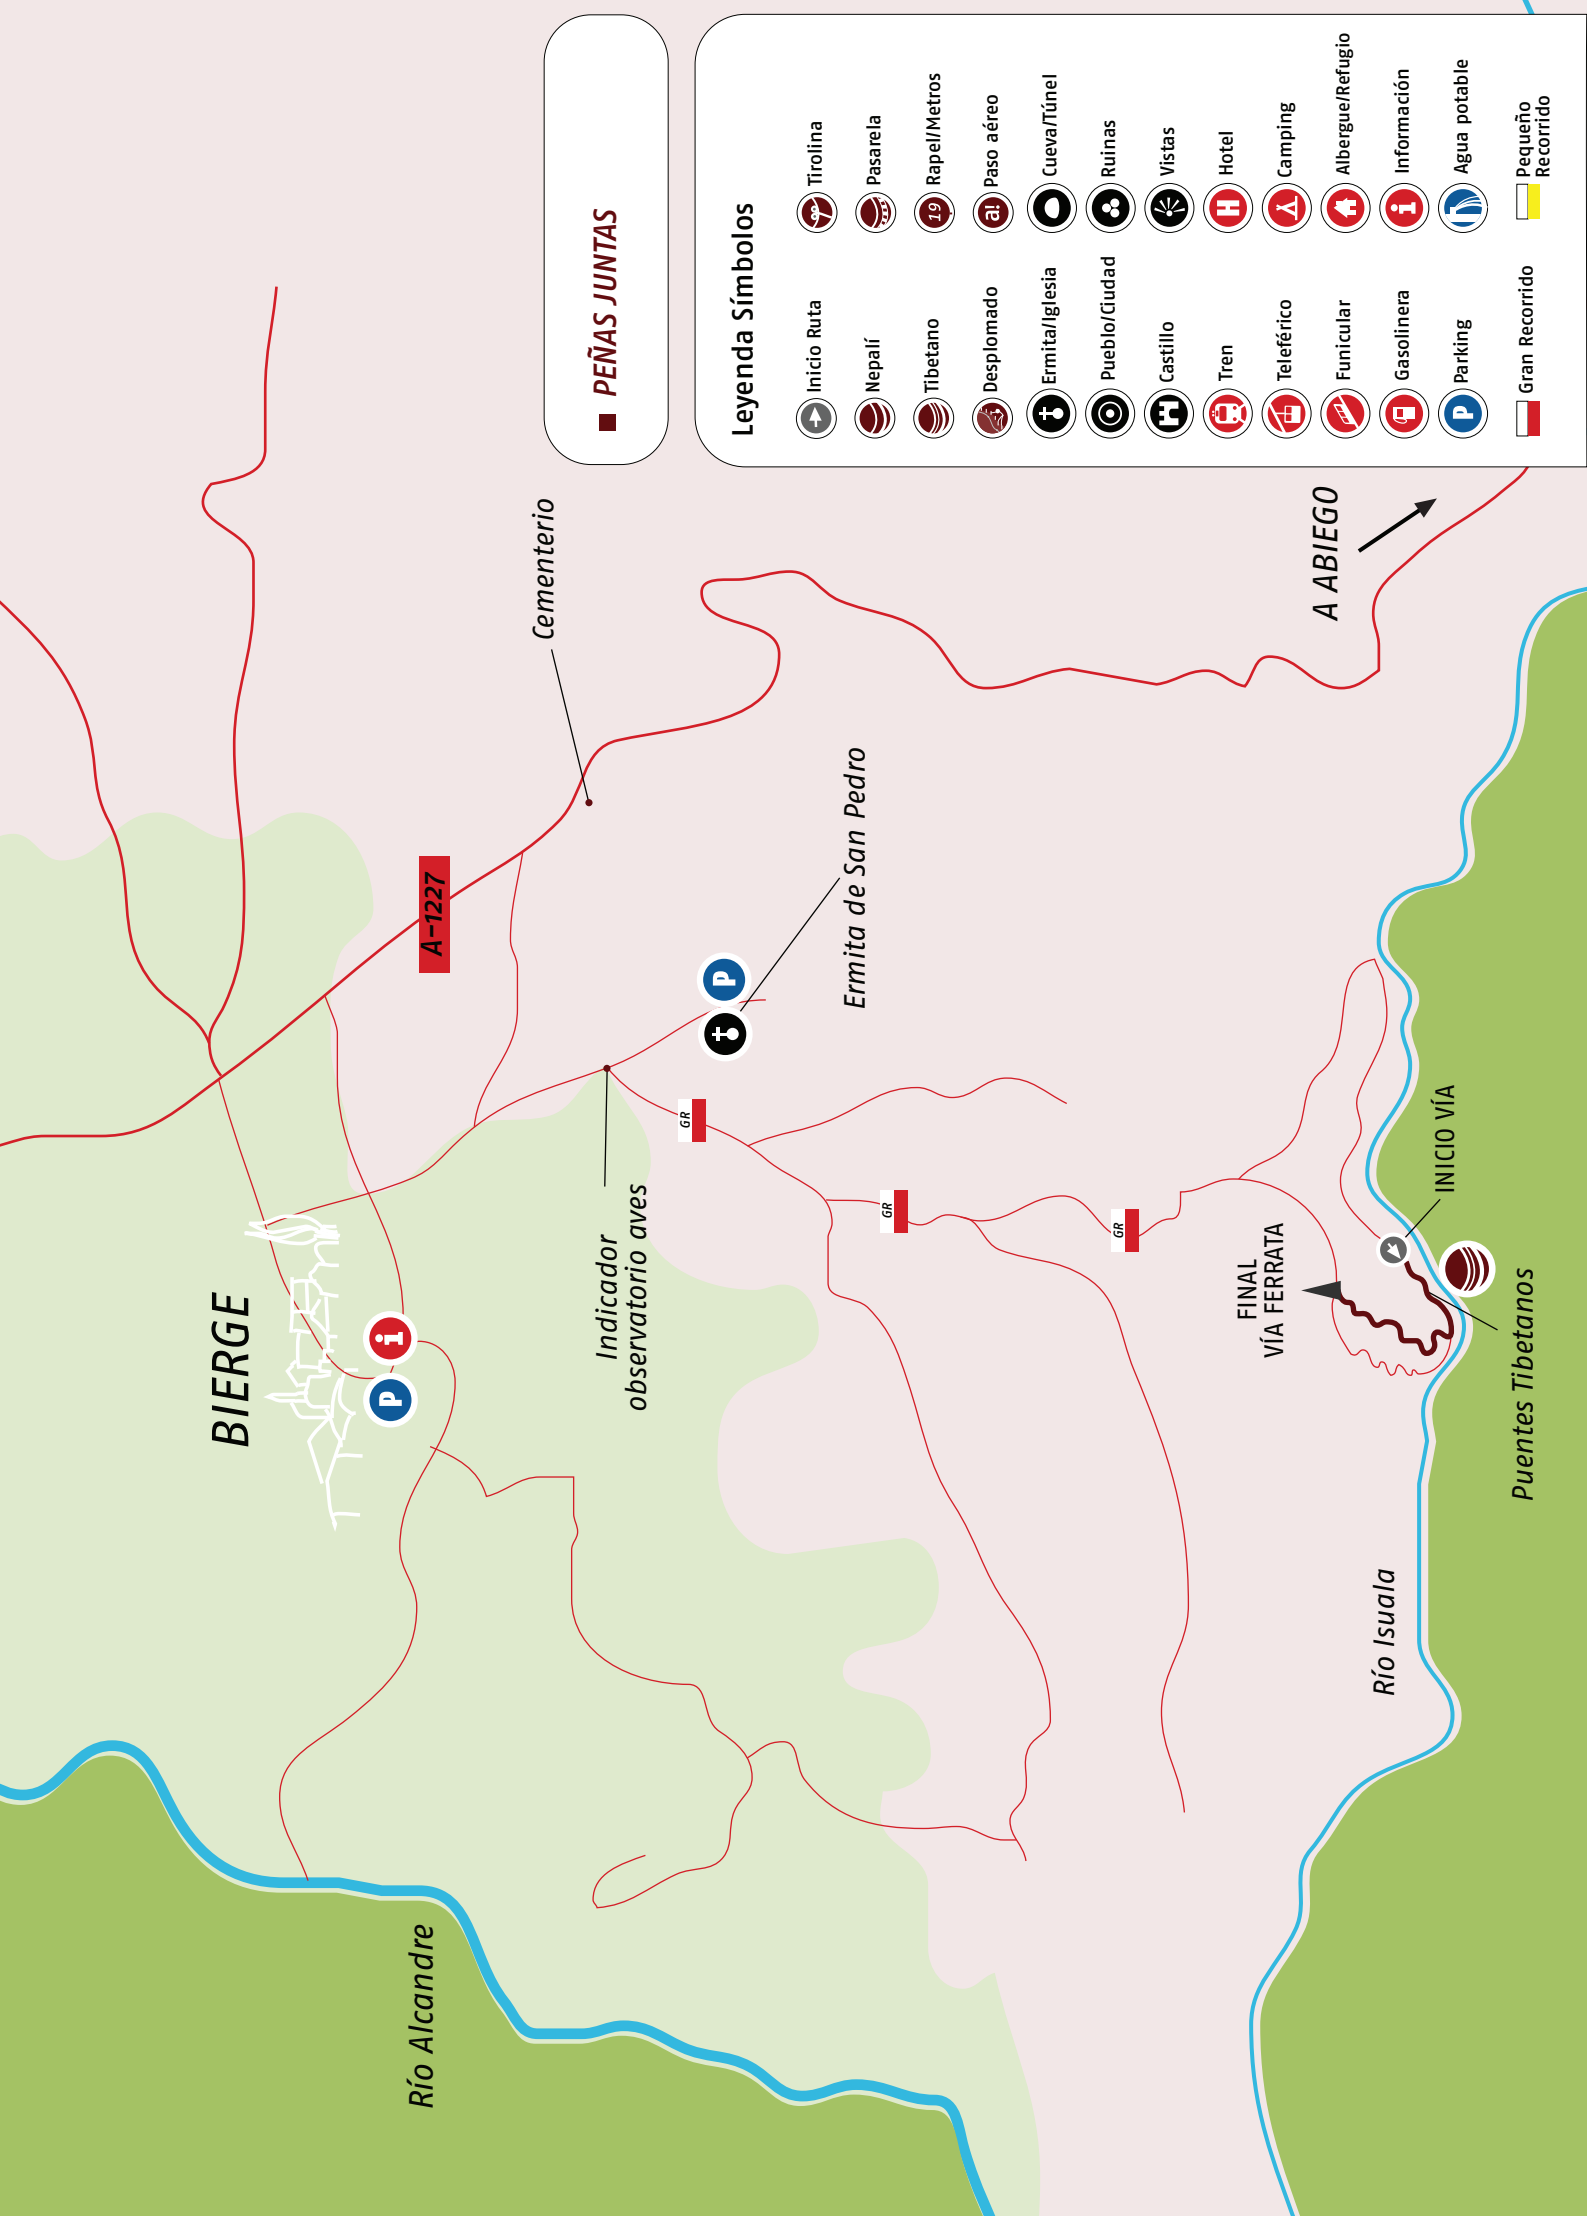 PEÑAS JUNTAS
Leyenda Símbolos
Inicio Ruta
Nepalí
Tibetano
Desplomado
Ermita/Iglesia
Pueblo/Ciudad
Castillo
Tren
Teleférico
Funicular
Gasolinera
Parking
Gran Recorrido
Tirolina
Pasarela
19
Rapel/Metros
a!
Paso aéreo
Cueva/Túnel
Ruinas
Vistas
H
Hotel
Camping
Albergue/Refugio
i
Información
Agua potable
P
Pequeño
Recorrido
BIERGE
P
i
A-1227
Río Alcandre
Cementerio
Indicador
observatorio aves
P
Ermita de San Pedro
GR
GR
GR
FINAL
VÍA FERRATA
A ABIEGO
INICIO VÍA
Río Isuala
Puentes Tibetanos